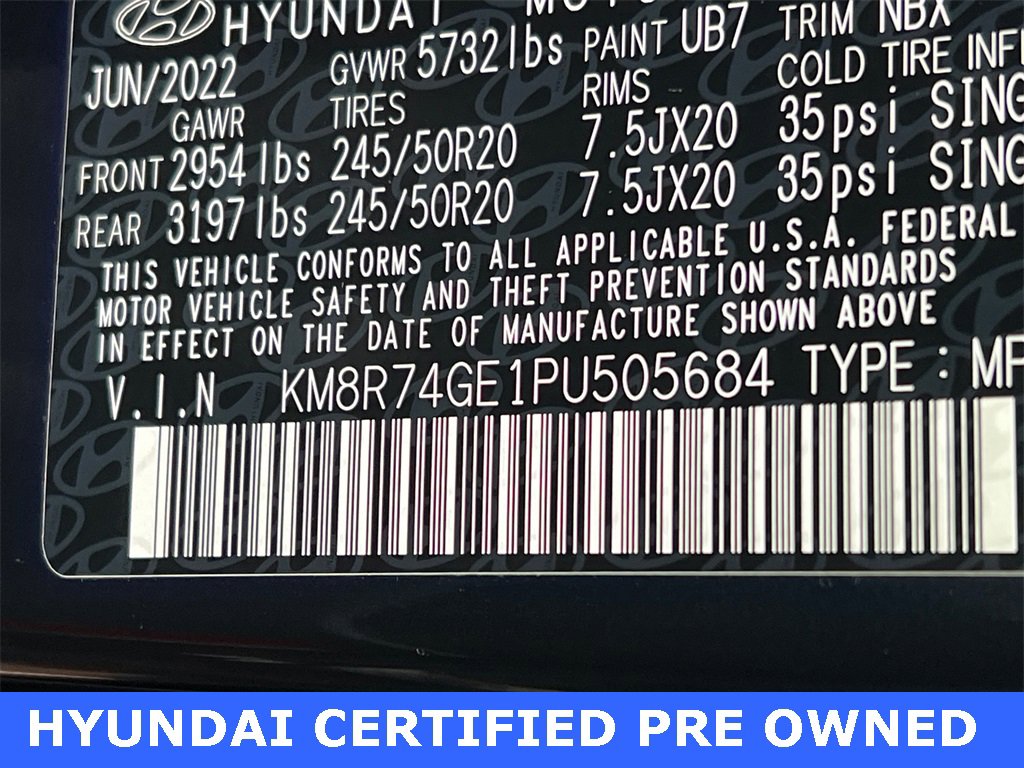 HYUNDAI
JUN/2022 GVWR 5732lbs PAINT UB7 TRIM NBX
GAWR TIRES RIMS COLD TIRE
FRONT 2954lbs 245/50R20 7.5JX20 35psi
REAR 3197lbs 245/50R20 7.5JX20 35psi
THIS VEHICLE CONFORMS TO ALL APPLICABLE U.S.A. FEDERAL
MOTOR VEHICLE SAFETY AND THEFT PREVENTION STANDARDS
IN EFFECT ON THE DATE OF MANUFACTURE SHOWN ABOVE
V.I.N KM8R74GE1PU505684 TYPE : MP
HYUNDAI CERTIFIED PRE OWNED